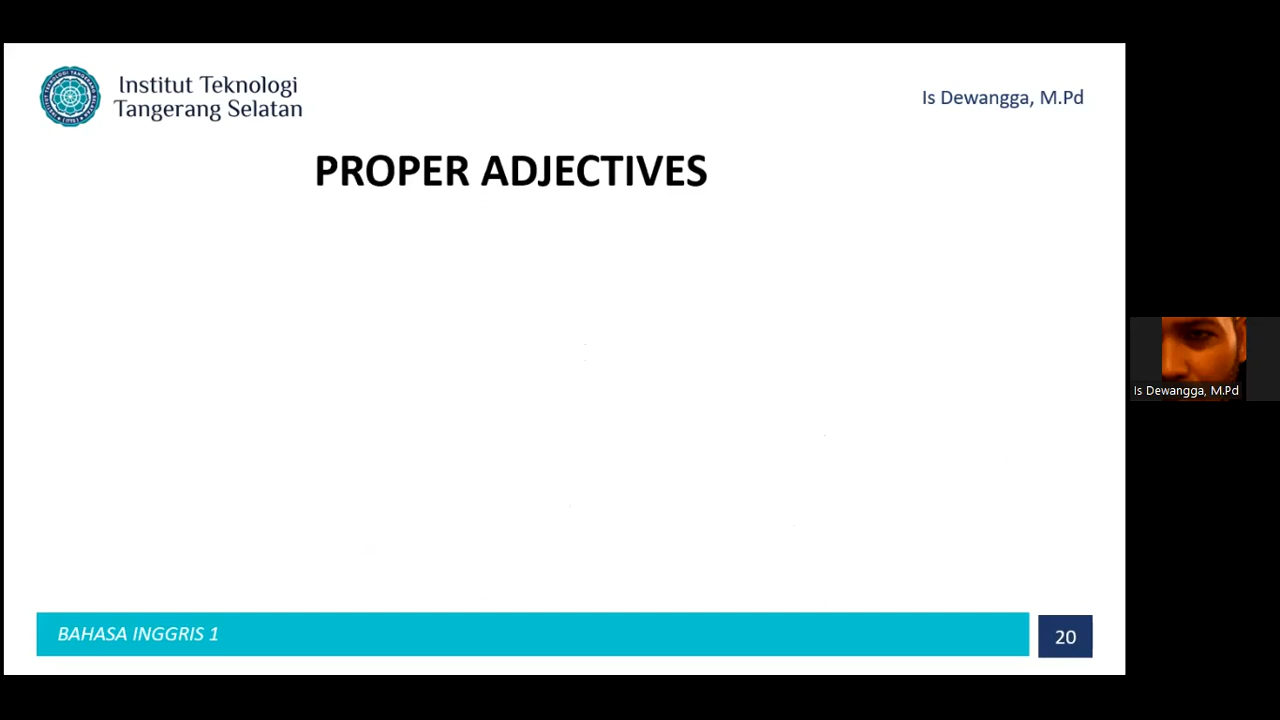 Institut Teknologi
Tangerang Selatan
Is Dewangga, M.Pd
PROPER ADJECTIVES
Is Dewangga, M.Pd
BAHASA INGGRIS 1
20